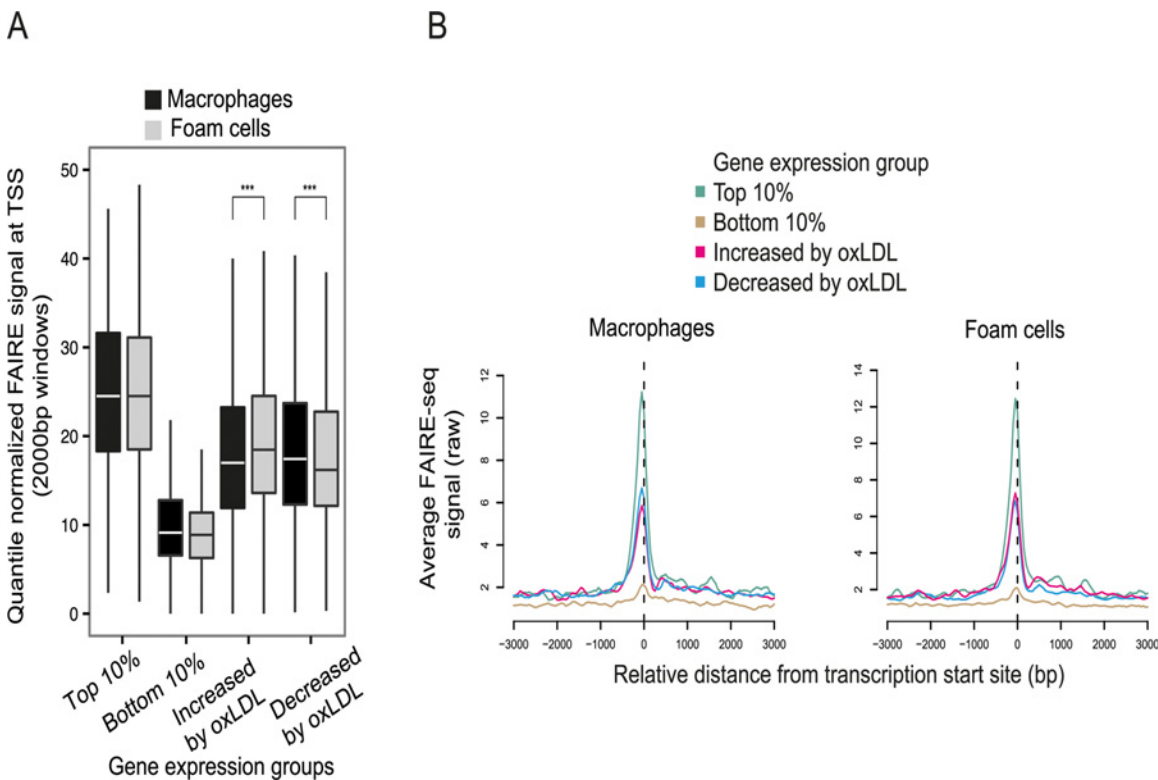 A
Macrophages
Foam cells
Quantile normalized FAIRE signal at TSS
(2000bp windows)
50
40
30
20
10
0
***
***
Top 10%
Bottom 10%
Increased
by oxLDL
Decreased
by oxLDL
Gene expression groups
B
Gene expression group
Top 10%
Bottom 10%
Increased by oxLDL
Decreased by oxLDL
Macrophages
Average FAIRE-seq
signal (raw)
12
10
8
6
4
2
−3000 −2000 −1000 0 1000 2000 3000
Foam cells
14
12
10
8
6
4
2
−3000 −2000 −1000 0 1000 2000 3000
Relative distance from transcription start site (bp)